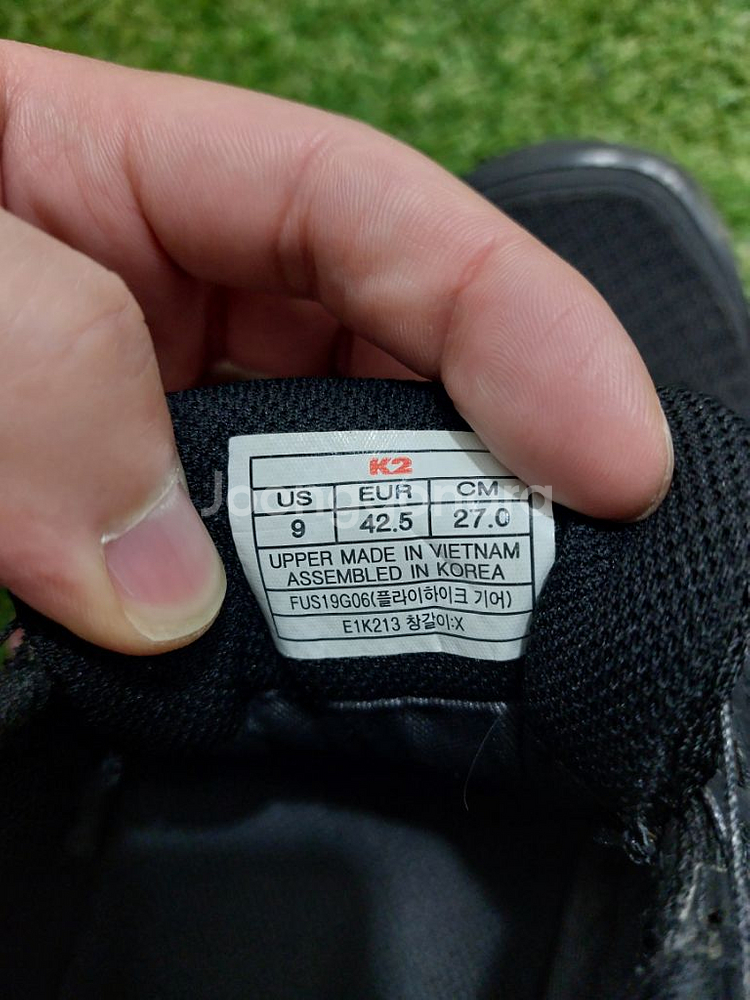 K2
US EUR CM
9 42.5 27.0
UPPER MADE IN VIETNAM
ASSEMBLED IN KOREA
FUS19G06(플라이하이크 기어)
E1K213 창갈이:X
Joonggonara